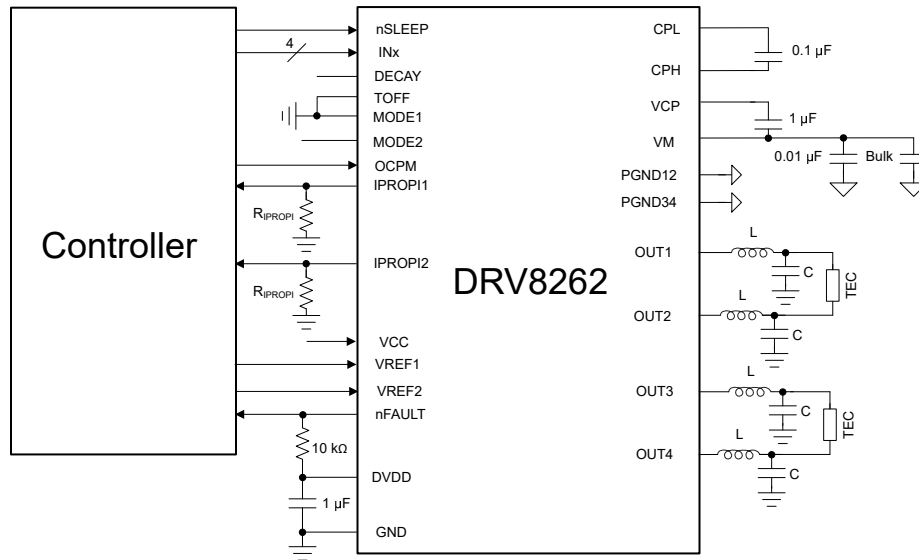 Controller
DRV8262
4
nSLEEP
INx
DECAY
TOFF
MODE1
MODE2
OCPM
IPROPI1
RIPROPI
IPROPI2
RIPROPI
VCC
VREF1
VREF2
nFAULT
10 kΩ
DVDD
1 µF
GND
CPL
0.1 µF
CPH
VCP
1 µF
VM
0.01 µF
Bulk
PGND12
PGND34
OUT1
L
C
TEC
OUT2
L
C
OUT3
L
C
TEC
OUT4
L
C